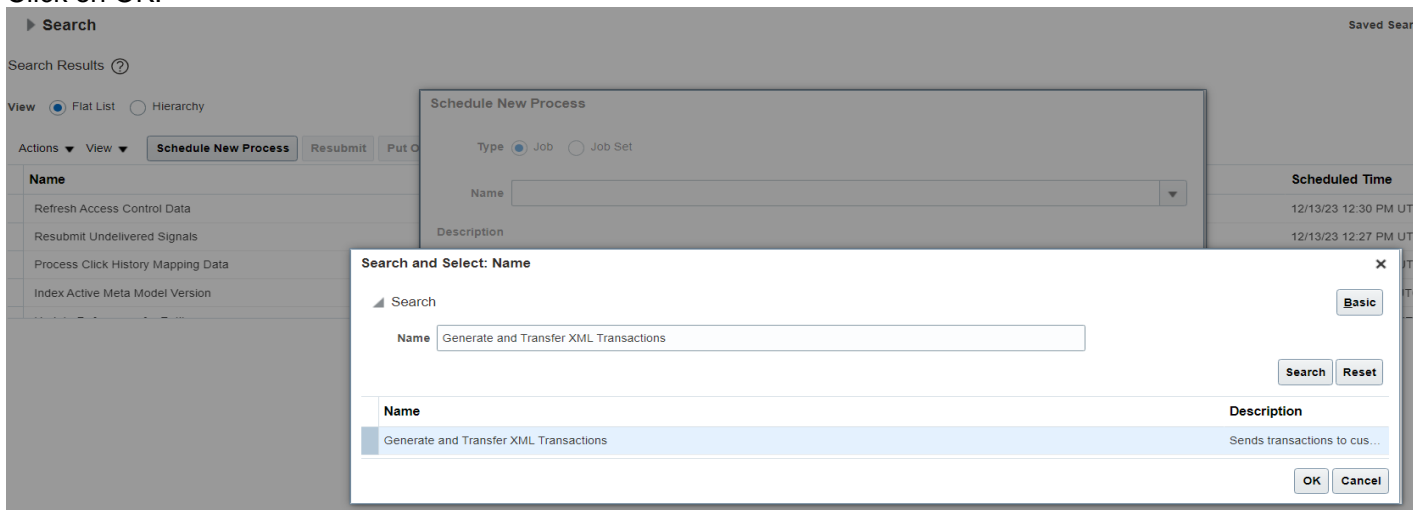 Click on OK.
Search Saved Sear
Search Results ?
View Flat List Hierarchy
Schedule New Process
Actions View Schedule New Process Resubmit Put O
Type Job Job Set
Name Scheduled Time
Name
Refresh Access Control Data 12/13/23 12:30 PM UT
Resubmit Undelivered Signals 12/13/23 12:27 PM UT
Description
Process Click History Mapping Data
Index Active Meta Model Version
Search and Select: Name
Search Basic
Name Generate and Transfer XML Transactions
Search Reset
Name Description
Generate and Transfer XML Transactions Sends transactions to cus...
OK Cancel